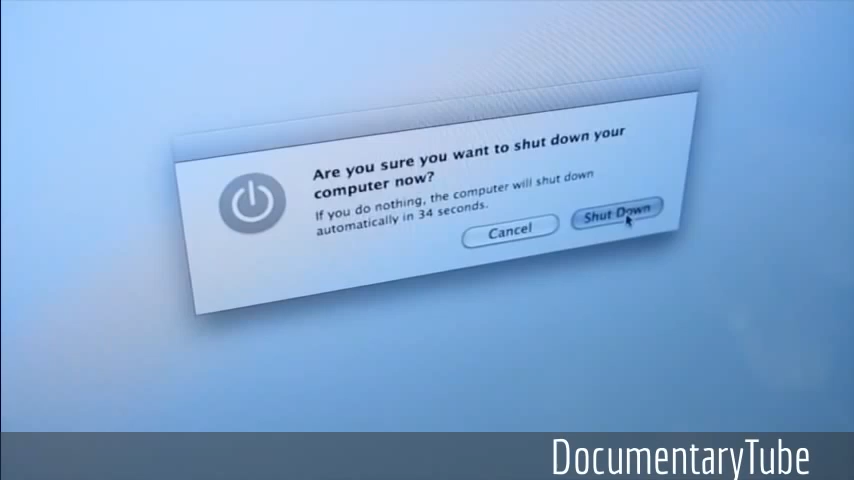 Are you sure you want to shut down your
computer now?
If you do nothing, the computer will shut down
automatically in 34 seconds.
Cancel
Shut Down
DocumentaryTube